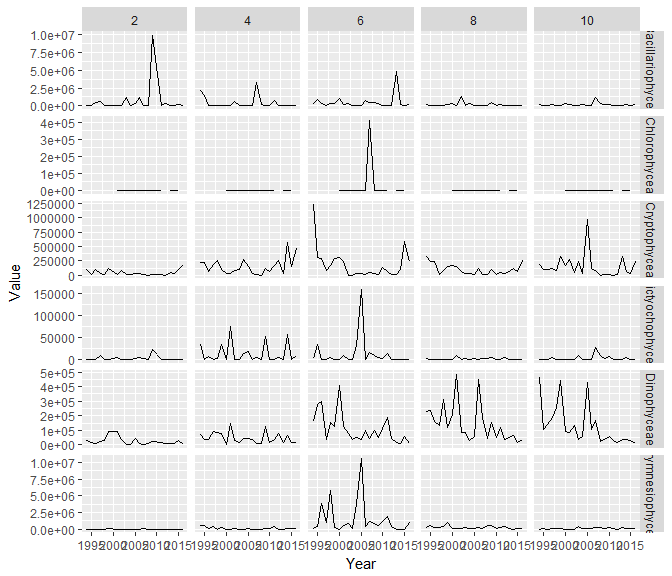 2 4 6 8 10
1.0e+07
7.5e+06
5.0e+06
2.5e+06
0.0e+00
acillariophyce
4e+05
3e+05
2e+05
1e+05
0e+00
Chlorophycea
1250000
1000000
750000
500000
250000
0
Cryptophycea
150000
100000
50000
0
ictyochophyce
5e+05
4e+05
3e+05
2e+05
1e+05
0e+00
Dinophyceae
1.0e+07
7.5e+06
5.0e+06
2.5e+06
0.0e+00
ymnesiophyce
Value
1995 2000 2005 2010 2015 1995 2000 2005 2010 2015 1995 2000 2005 2010 2015 1995 2000 2005 2010 2015 1995 2000 2005 2010 2015
Year